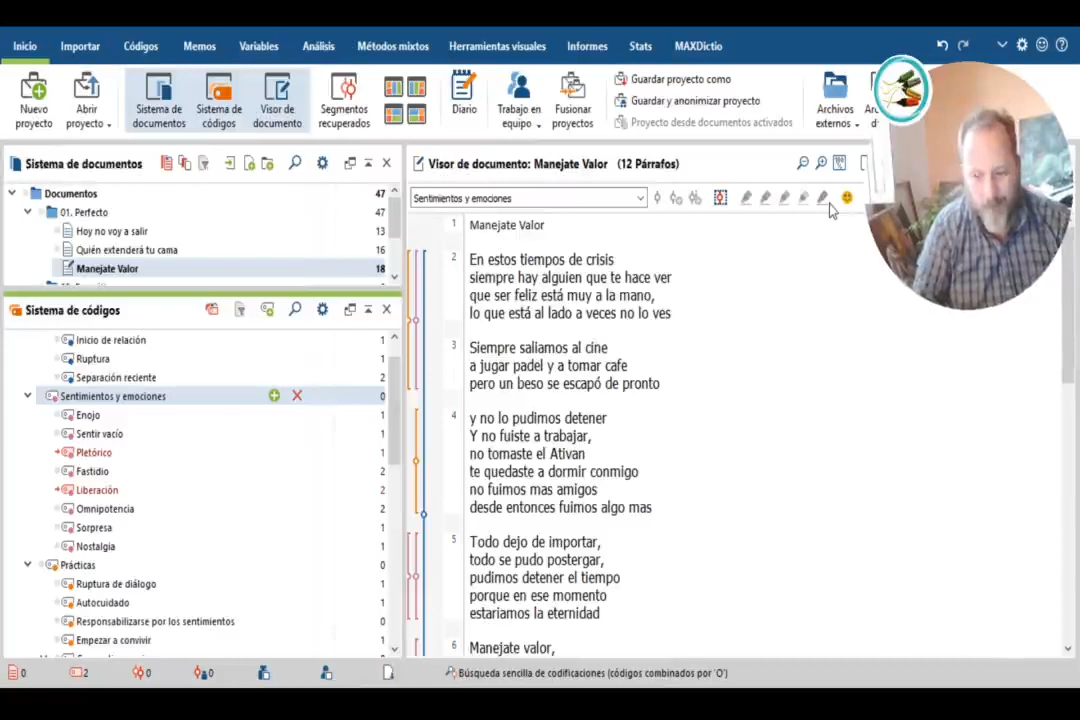 Inicio Importar Códigos Memos Variables Análisis Métodos mixtos Herramientas visuales Informes Stats MAXDictio
Nuevo proyecto
Abrir proyecto
Sistema de documentos
Sistema de códigos
Visor de documento
Segmentos recuperados
Diario
Trabajo en equipo
Fusionar proyectos
Guardar proyecto como
Guardar y anonimizar proyecto
Proyecto desde documentos activados
Archivos externos
Sistema de documentos
Documentos 47
01. Perfecto 47
Hoy no voy a salir 13
Quién extenderá tu cama 16
Manejate Valor 18
Sistema de códigos
Inicio de relación 1
Ruptura 1
Separación reciente 2
Sentimientos y emociones 0
Enojo 1
Sentir vacío 1
Pletórico 1
Fastidio 2
Liberación 2
Omnipotencia 2
Sorpresa 1
Nostalgia 1
Prácticas 0
Ruptura de diálogo 1
Autocuidado 1
Responsabilizarse por los sentimientos 0
Empezar a convivir 1
Visor de documento: Manejate Valor (12 Párrafos)
Sentimientos y emociones
1 Manejate Valor
2 En estos tiempos de crisis
siempre hay alguien que te hace ver
que ser feliz está muy a la mano,
lo que está al lado a veces no lo ves
3 Siempre saliamos al cine
a jugar padel y a tomar cafe
pero un beso se escapó de pronto
4 y no lo pudimos detener
Y no fuiste a trabajar,
no tomaste el Ativan
te quedaste a dormir conmigo
no fuimos mas amigos
desde entonces fuimos algo mas
5 Todo dejo de importar,
todo se pudo postergar,
pudimos detener el tiempo
porque en ese momento
estariamos la eternidad
6 Manejate valor,
0 2 0 0
Búsqueda sencilla de codificaciones (códigos combinados por 'O')